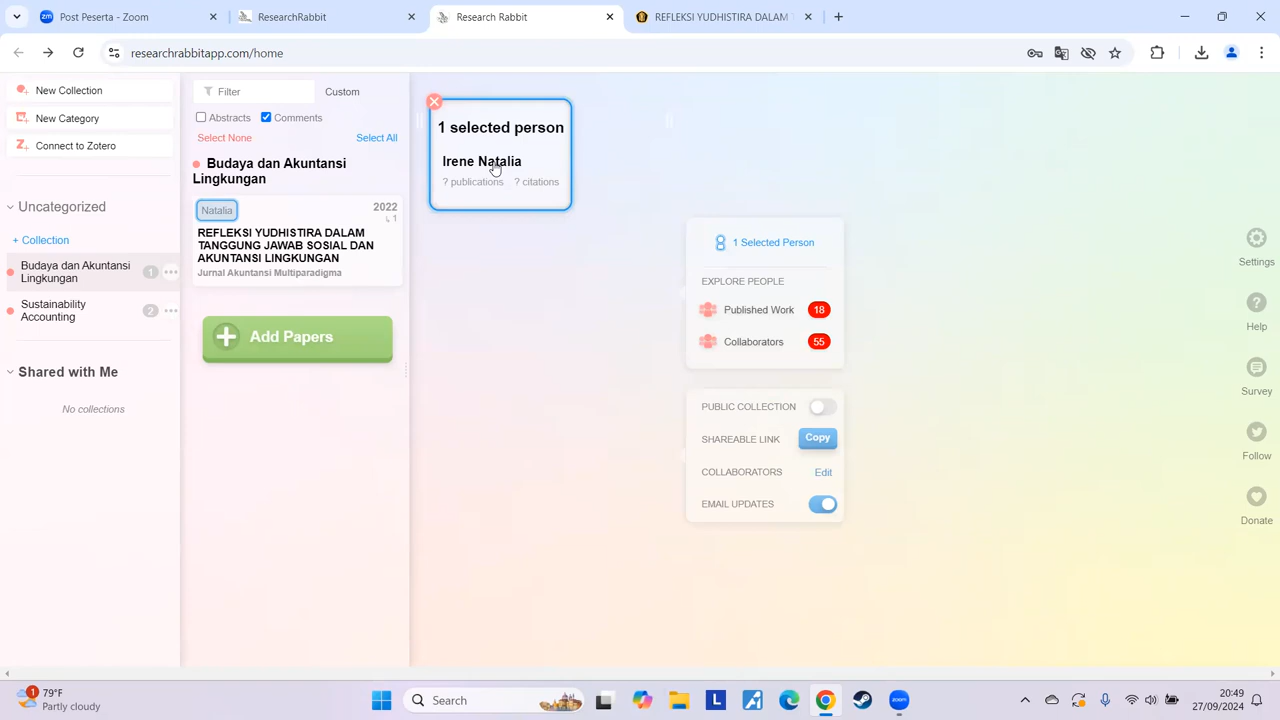 Post Peserta - Zoom
ResearchRabbit
Research Rabbit
REFLEKSI YUDHISTIRA DALAM T
researchrabbitapp.com/home
New Collection
New Category
Connect to Zotero
Uncategorized
+ Collection
Budaya dan Akuntansi
Lingkungan
1
Sustainability
Accounting
2
Shared with Me
No collections
Filter
Custom
Abstracts
Comments
Select None
Select All
Budaya dan Akuntansi
Lingkungan
Natalia
2022
1
REFLEKSI YUDHISTIRA DALAM
TANGGUNG JAWAB SOSIAL DAN
AKUNTANSI LINGKUNGAN
Jurnal Akuntansi Multiparadigma
Add Papers
1 selected person
Irene Natalia
? publications ? citations
1 Selected Person
EXPLORE PEOPLE
Published Work 18
Collaborators 55
PUBLIC COLLECTION
SHAREABLE LINK Copy
COLLABORATORS Edit
EMAIL UPDATES
Settings
Help
Survey
Follow
Donate
1
79°F
Partly cloudy
Search
20:49
27/09/2024